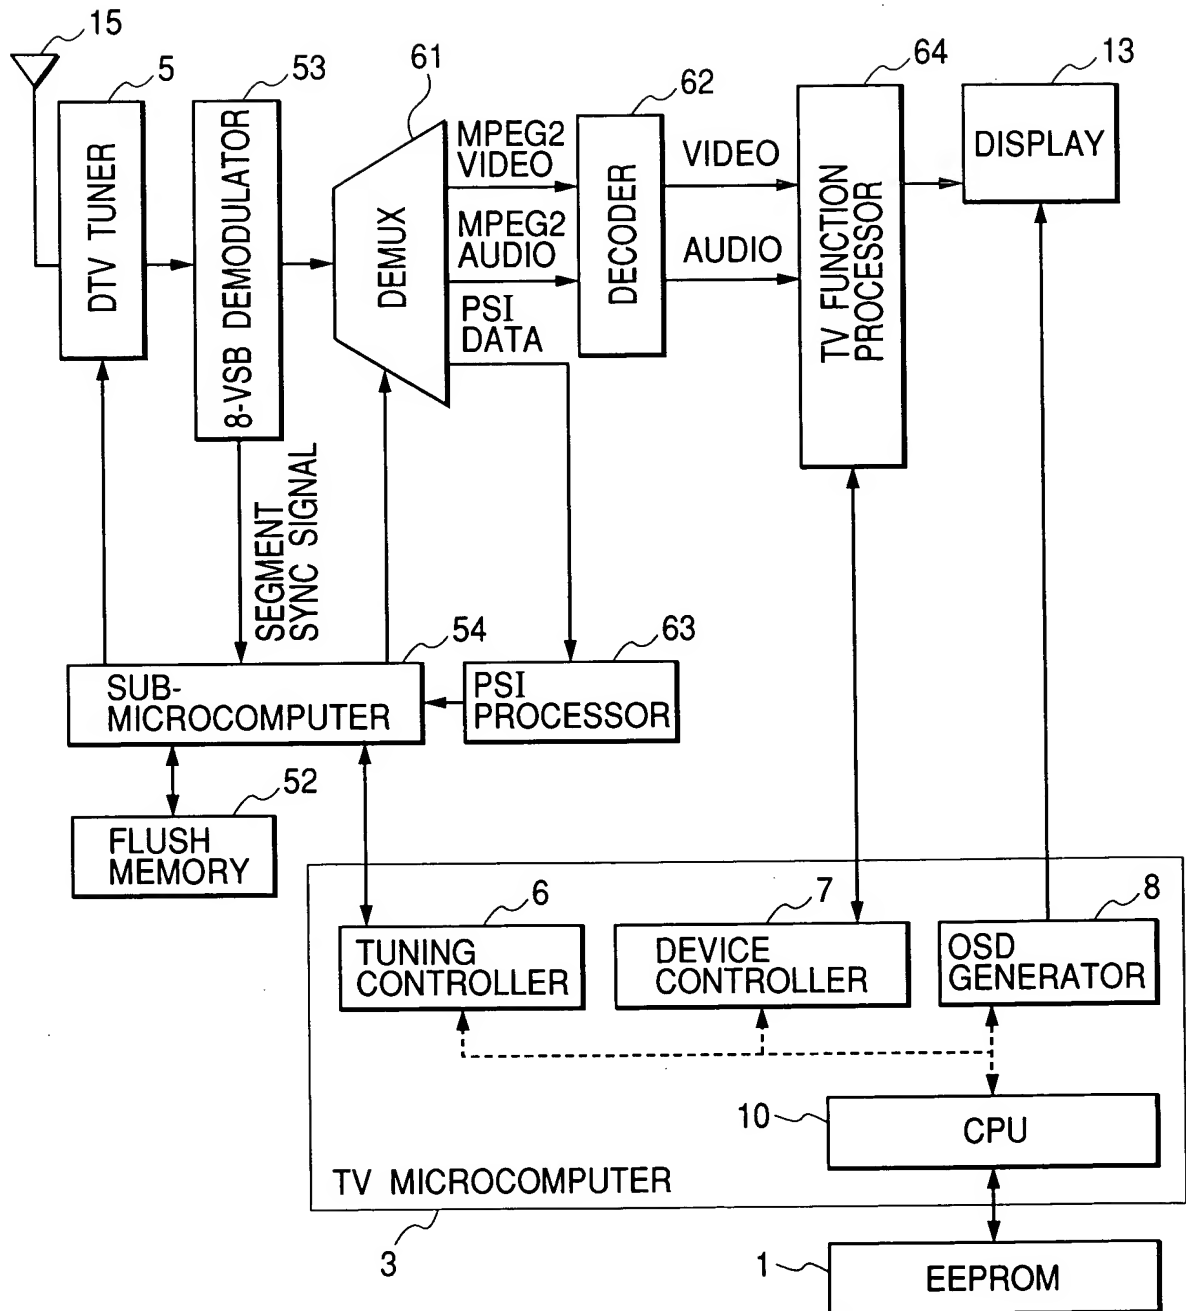 15
5
53
61
62
64
13
DTV TUNER
8-VSB DEMODULATOR
DEMUX
MPEG2
VIDEO
MPEG2
AUDIO
PSI
DATA
DECODER
VIDEO
AUDIO
TV FUNCTION
PROCESSOR
DISPLAY
SEGMENT
SYNC SIGNAL
54
63
SUB-
MICROCOMPUTER
PSI
PROCESSOR
52
FLUSH
MEMORY
6
7
8
TUNING
CONTROLLER
DEVICE
CONTROLLER
OSD
GENERATOR
10
CPU
TV MICROCOMPUTER
3
1
EEPROM